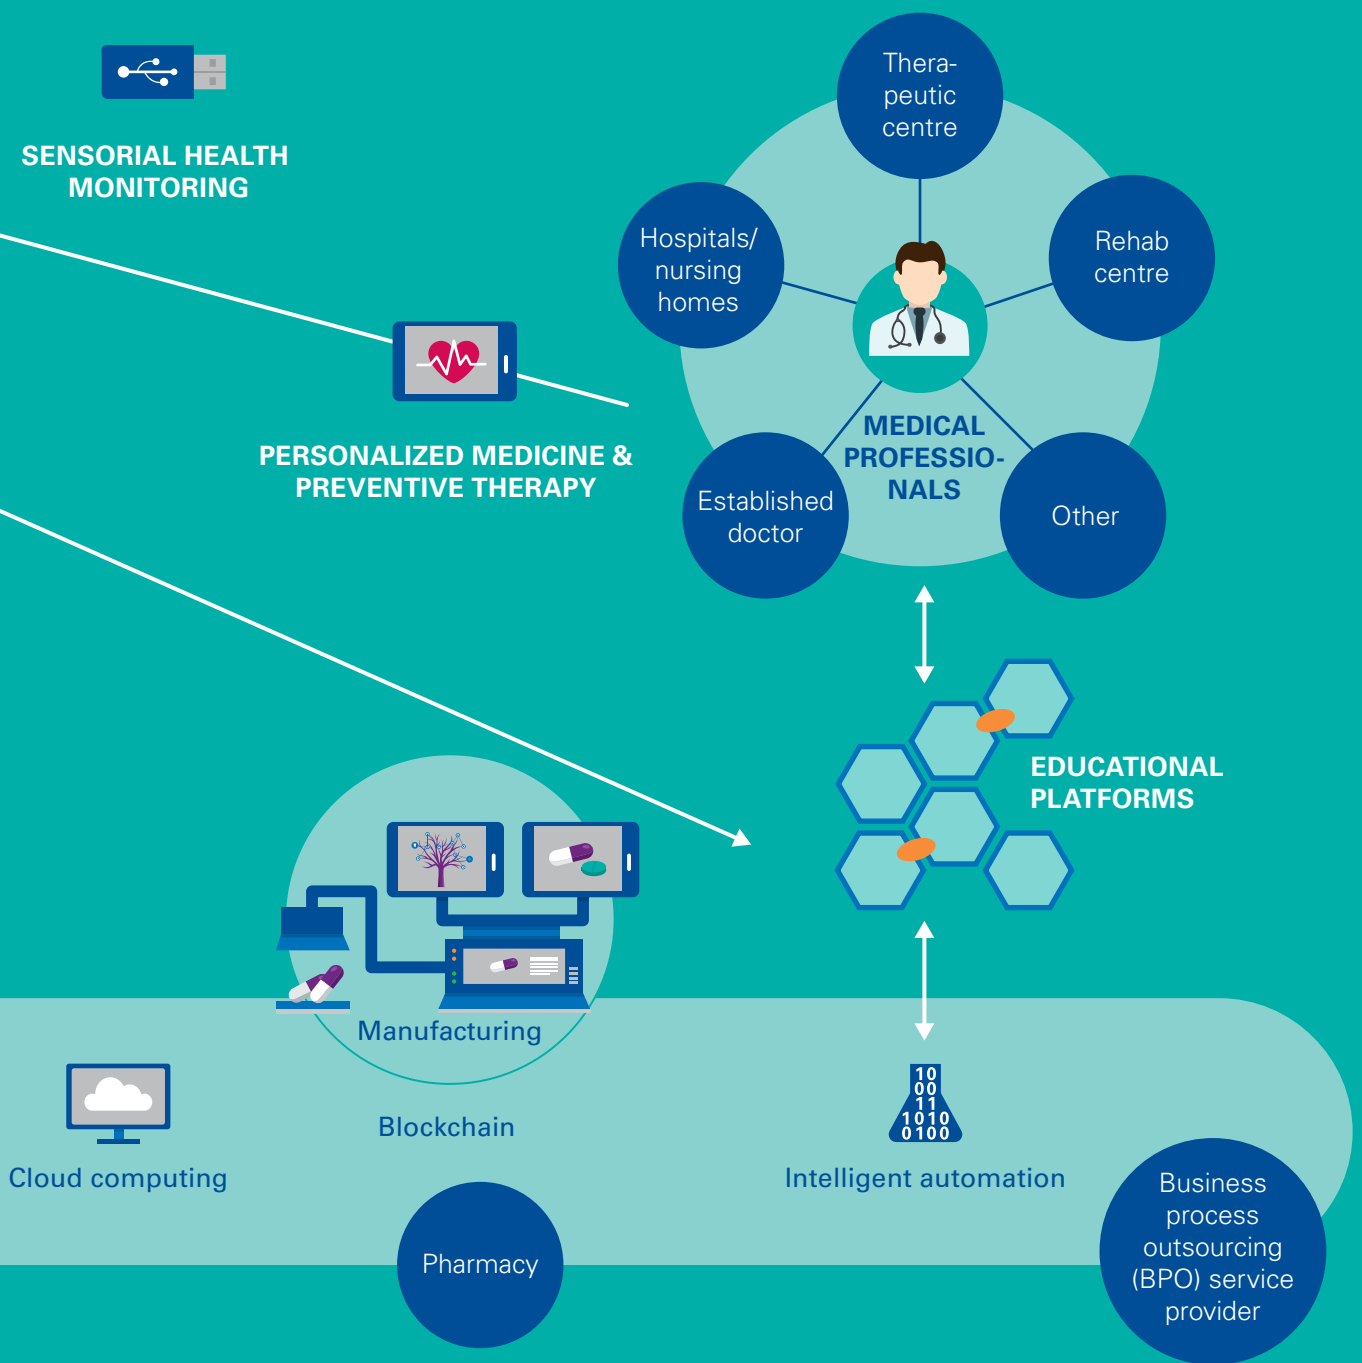 SENSORIAL HEALTH
MONITORING
Thera-
peutic
centre
Hospitals/
nursing
homes
Rehab
centre
MEDICAL
PROFESSIO-
NALS
Established
doctor
Other
PERSONALIZED MEDICINE &
PREVENTIVE THERAPY
EDUCATIONAL
PLATFORMS
Manufacturing
Blockchain
Cloud computing
10
00
11
1010
0100
Intelligent automation
Pharmacy
Business
process
outsourcing
(BPO) service
provider